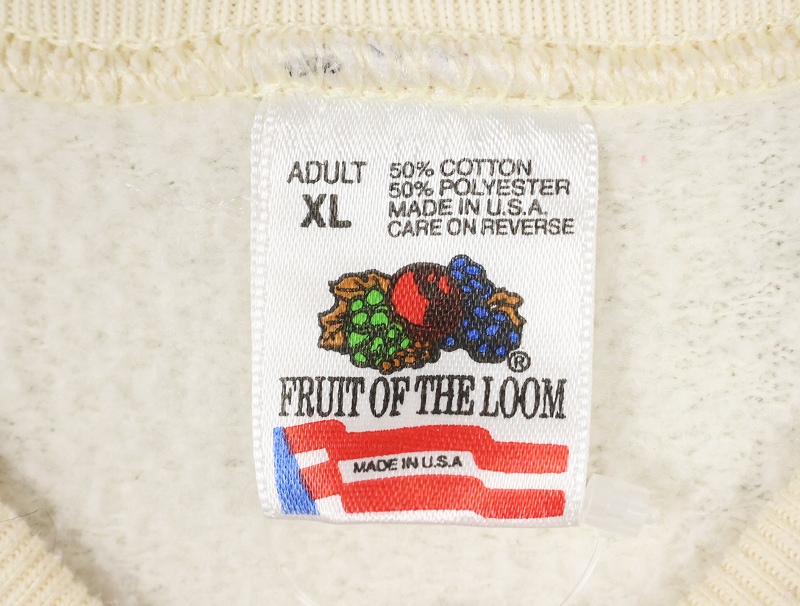 ADULT
XL
50% COTTON
50% POLYESTER
MADE IN U.S.A.
CARE ON REVERSE
®
FRUIT OF THE LOOM
MADE IN U.S.A